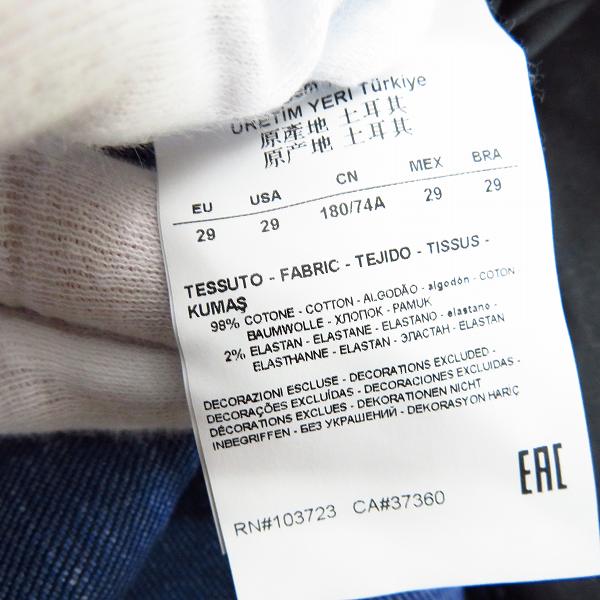 ÜRETİM YERİ Türkiye
原產地 土耳其
原产地 土耳其
EU USA CN MEX BRA
29 29 180/74A 29 29
TESSUTO - FABRIC - TEJIDO - TISSUS -
KUMAŞ
98% COTONE - COTTON - ALGODÃO - algodón - COTON
BAUMWOLLE - ХЛОПОК - PAMUK
2% ELASTAN - ELASTANE - ELASTANO - elastano -
ELASTHANNE - ELASTAN - ЭЛАСТАН - ELASTAN
DECORAZIONI ESCLUSE - DECORATIONS EXCLUDED -
DECORAÇÕES EXCLUÍDAS - DECORACIONES EXCLUIDAS -
DÉCORATIONS EXCLUES - DEKORATIONEN NICHT
INBEGRIFFEN - БЕЗ УКРАШЕНИЙ - DEKORASYON HARİÇ
EAC
RN#103723 CA#37360